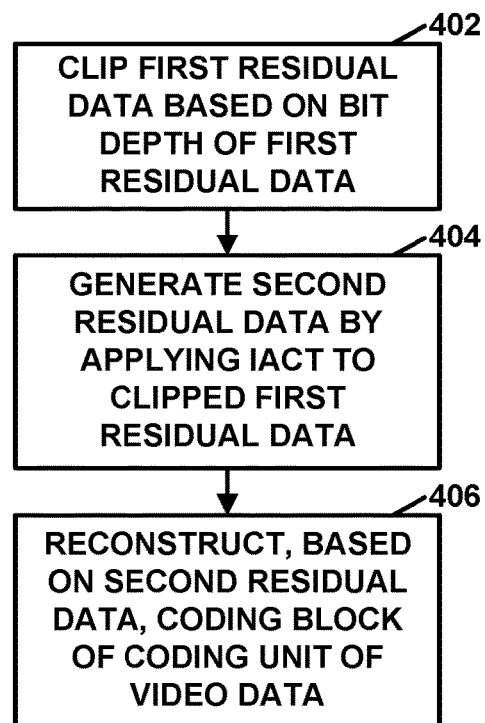 402
CLIP FIRST RESIDUAL
DATA BASED ON BIT
DEPTH OF FIRST
RESIDUAL DATA
404
GENERATE SECOND
RESIDUAL DATA BY
APPLYING IACT TO
CLIPPED FIRST
RESIDUAL DATA
406
RECONSTRUCT, BASED
ON SECOND RESIDUAL
DATA, CODING BLOCK
OF CODING UNIT OF
VIDEO DATA